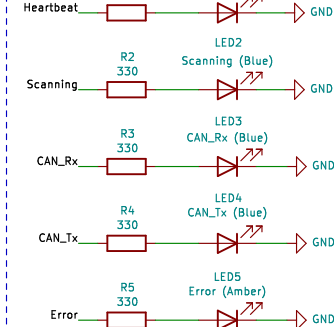 Heartbeat GND
R2 LED2
330 Scanning (Blue)
Scanning GND
R3 LED3
330 CAN_Rx (Blue)
CAN_Rx GND
R4 LED4
330 CAN_Tx (Blue)
CAN_Tx GND
R5 LED5
330 Error (Amber)
Error GND